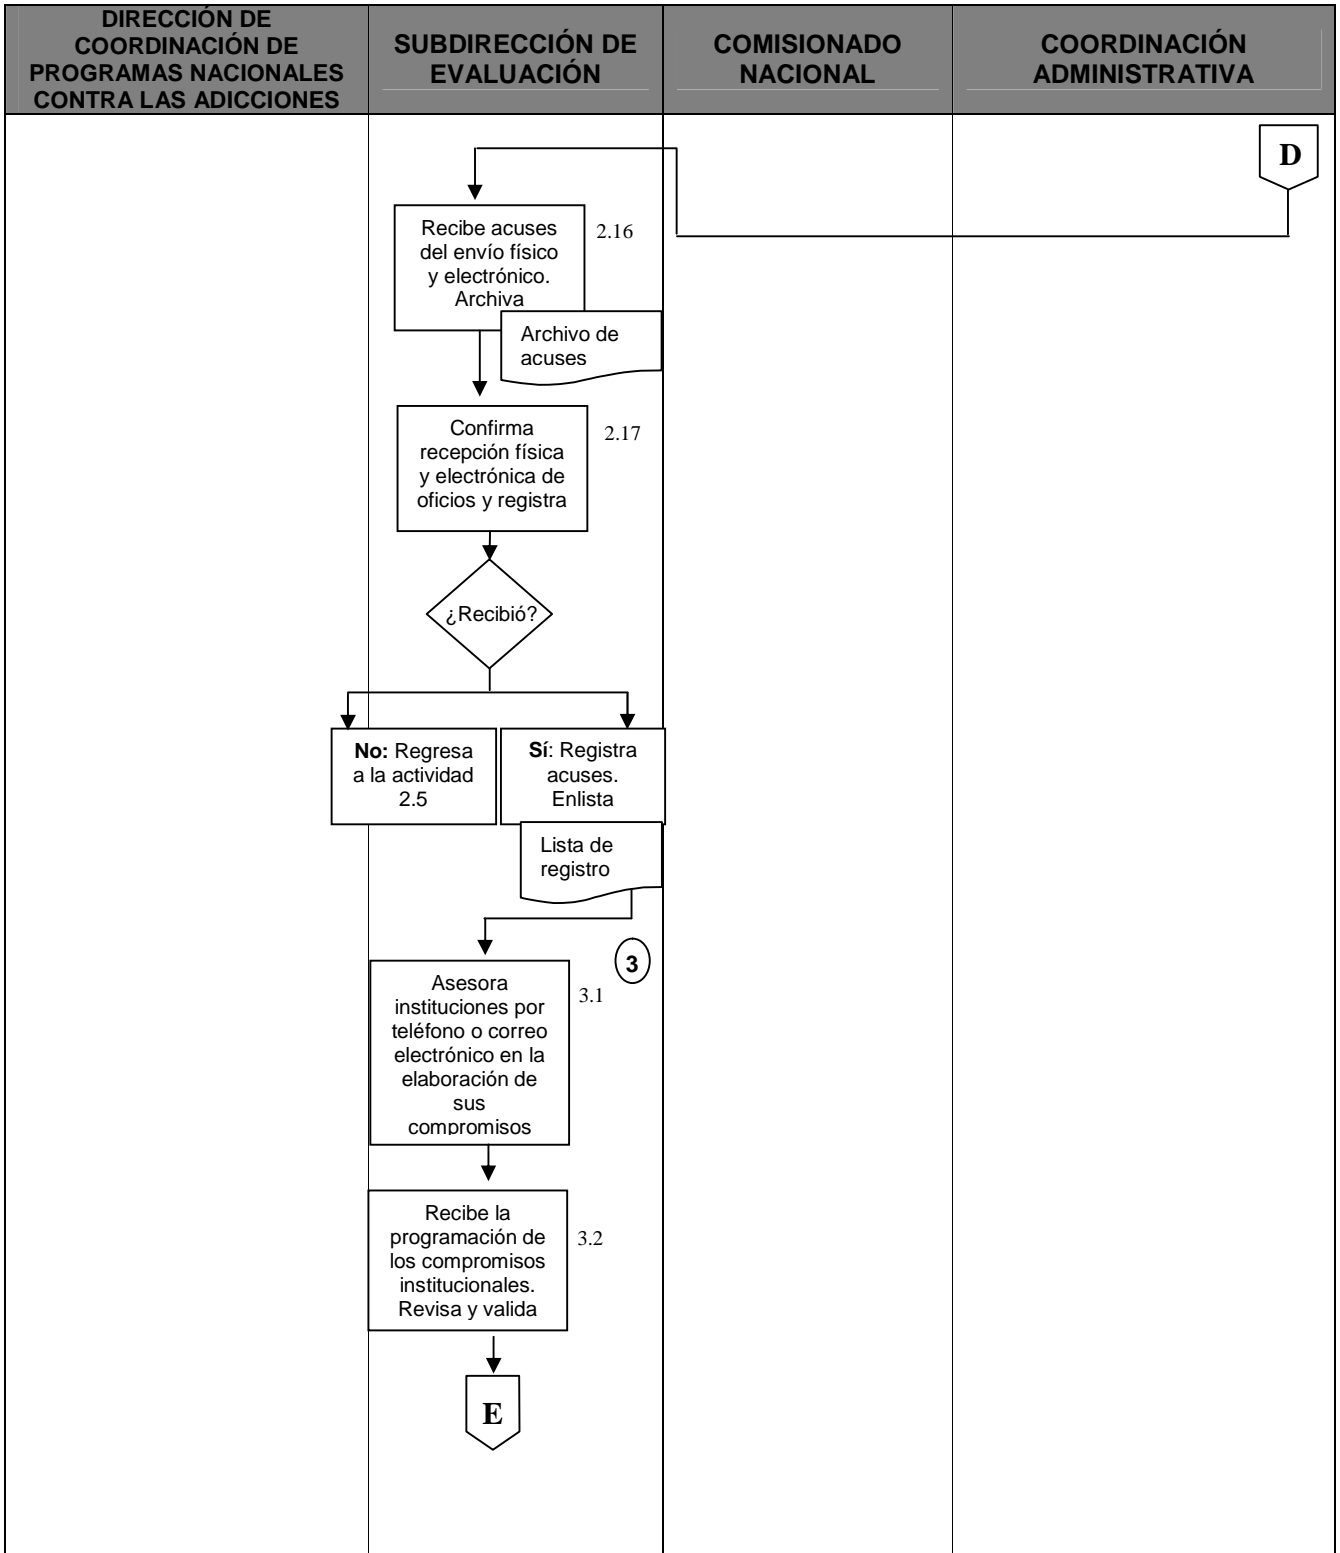 DIRECCIÓN DE
COORDINACIÓN DE
PROGRAMAS NACIONALES
CONTRA LAS ADICCIONES
SUBDIRECCIÓN DE
EVALUACIÓN
COMISIONADO
NACIONAL
COORDINACIÓN
ADMINISTRATIVA
D
Recibe acuses
del envío físico
y electrónico.
Archiva
2.16
Archivo de
acuses
Confirma
recepción física
y electrónica de
oficios y registra
2.17
¿Recibió?
No: Regresa
a la actividad
2.5
Sí: Registra
acuses.
Enlista
Lista de
registro
3
Asesora
instituciones por
teléfono o correo
electrónico en la
elaboración de
sus
compromisos
3.1
Recibe la
programación de
los compromisos
institucionales.
Revisa y valida
3.2
E